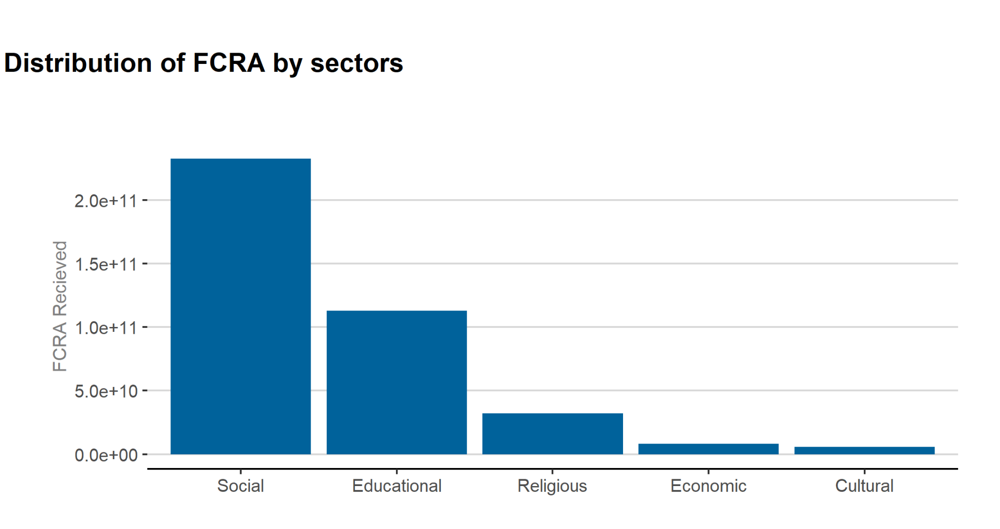 Distribution of FCRA by sectors
FCRA Recieved
2.0e+11
1.5e+11
1.0e+11
5.0e+10
0.0e+00
Social
Educational
Religious
Economic
Cultural